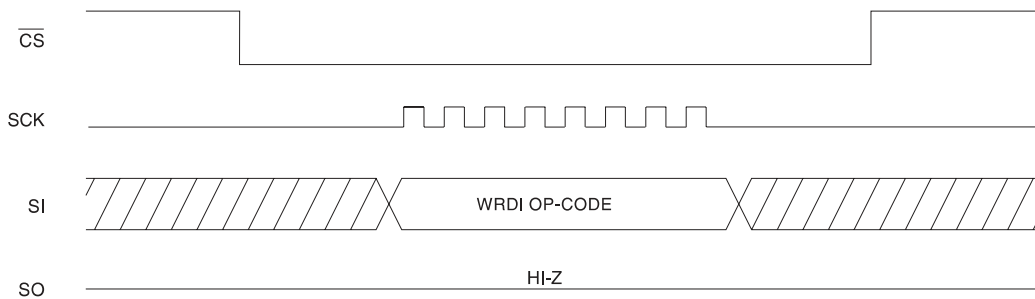 CS
SCK
SI
WRDI OP-CODE
SO
HI-Z